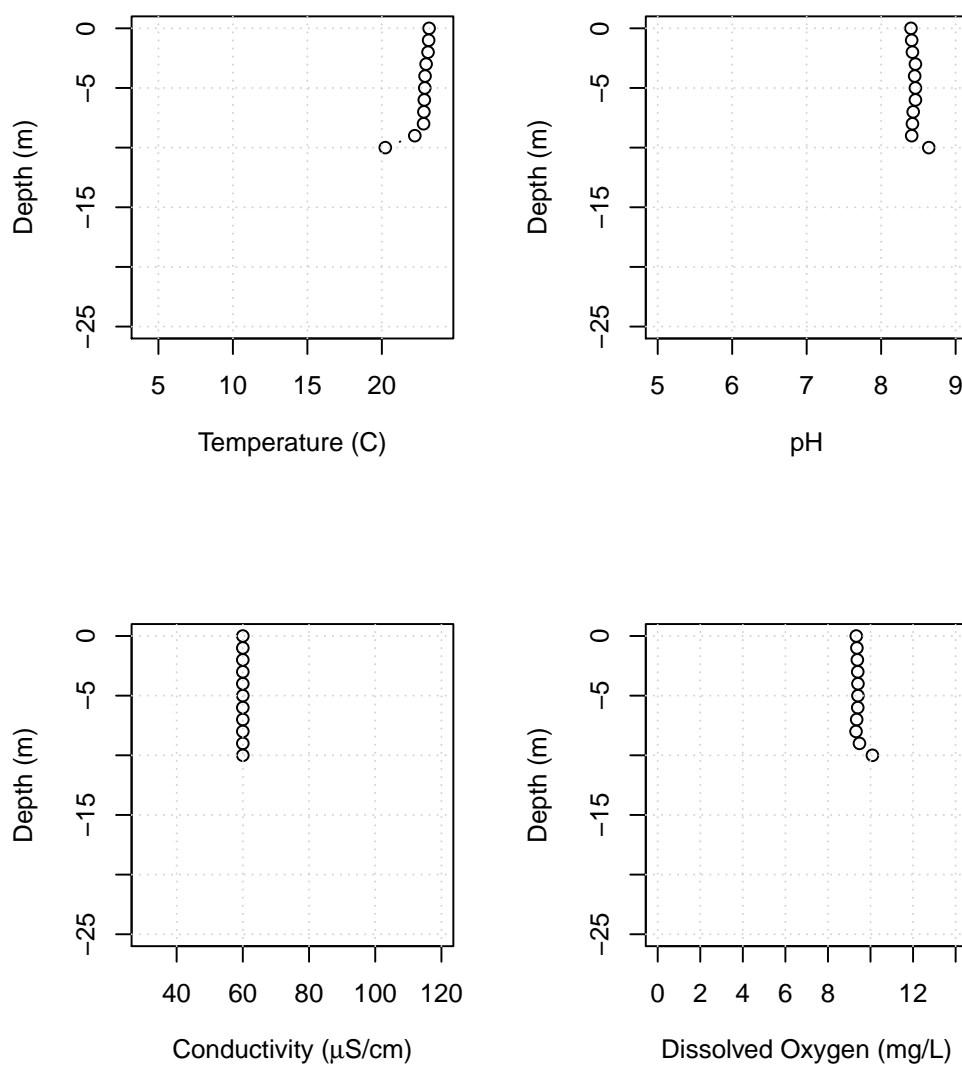 0
−5
−15
−25
Depth (m)
5 10 15 20
Temperature (C)
0
−5
−15
−25
Depth (m)
5 6 7 8 9
pH
0
−5
−15
−25
Depth (m)
40 60 80 100 120
Conductivity (µS/cm)
0
−5
−15
−25
Depth (m)
0 2 4 6 8 12
Dissolved Oxygen (mg/L)